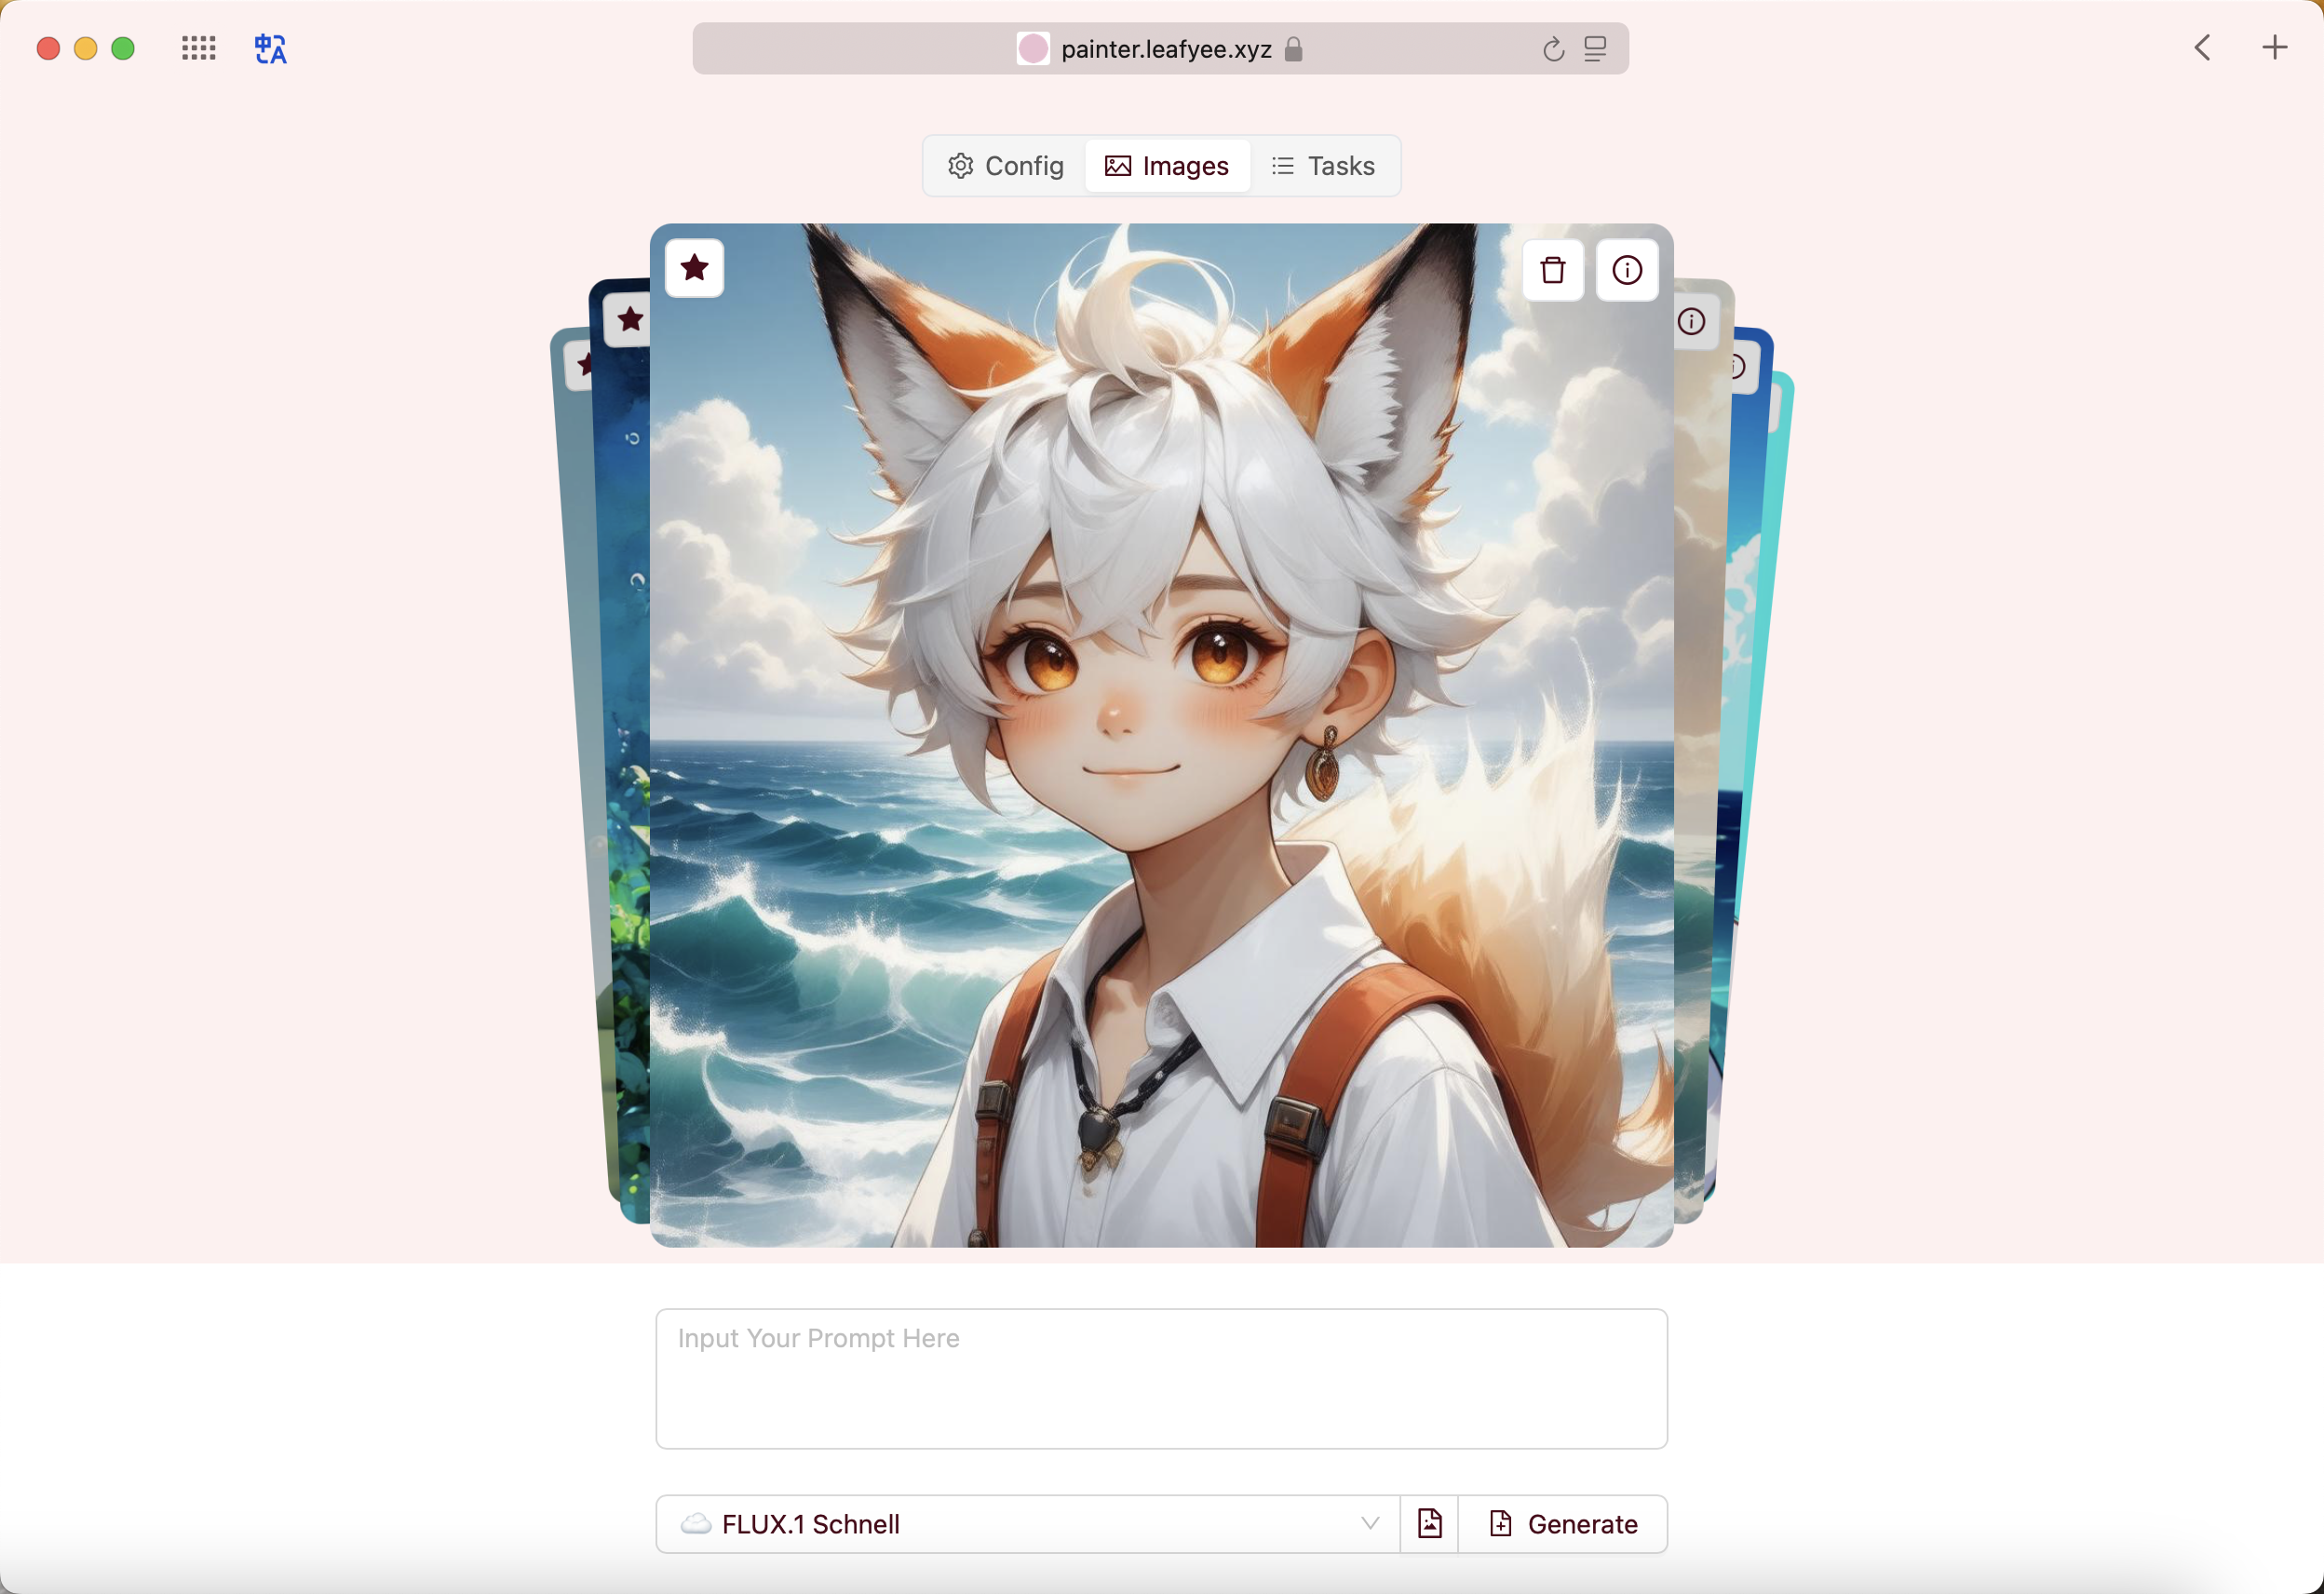 painter.leafyee.xyz
Config
Images
Tasks
Input Your Prompt Here
FLUX.1 Schnell
Generate